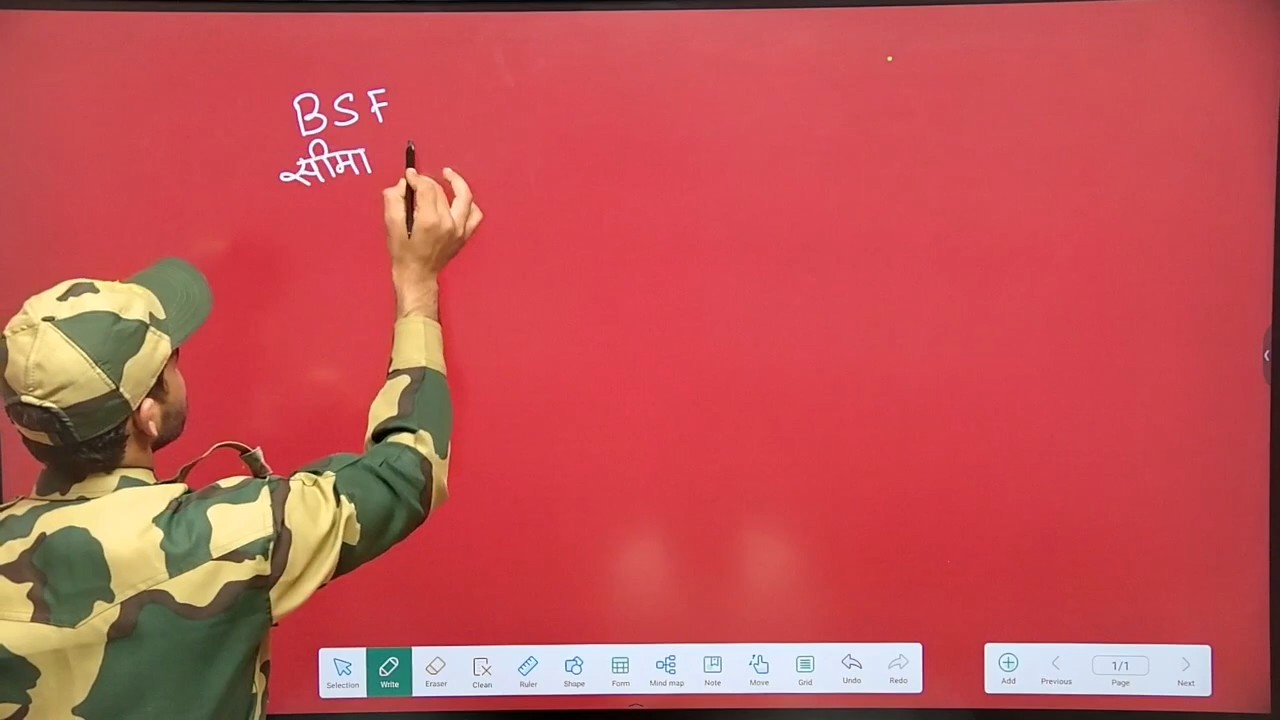 BSF
सीमा
Selection Write Eraser Clean Ruler Shape Form Mind map Note Move Grid Undo Redo
Add Previous 1/1 Page Next